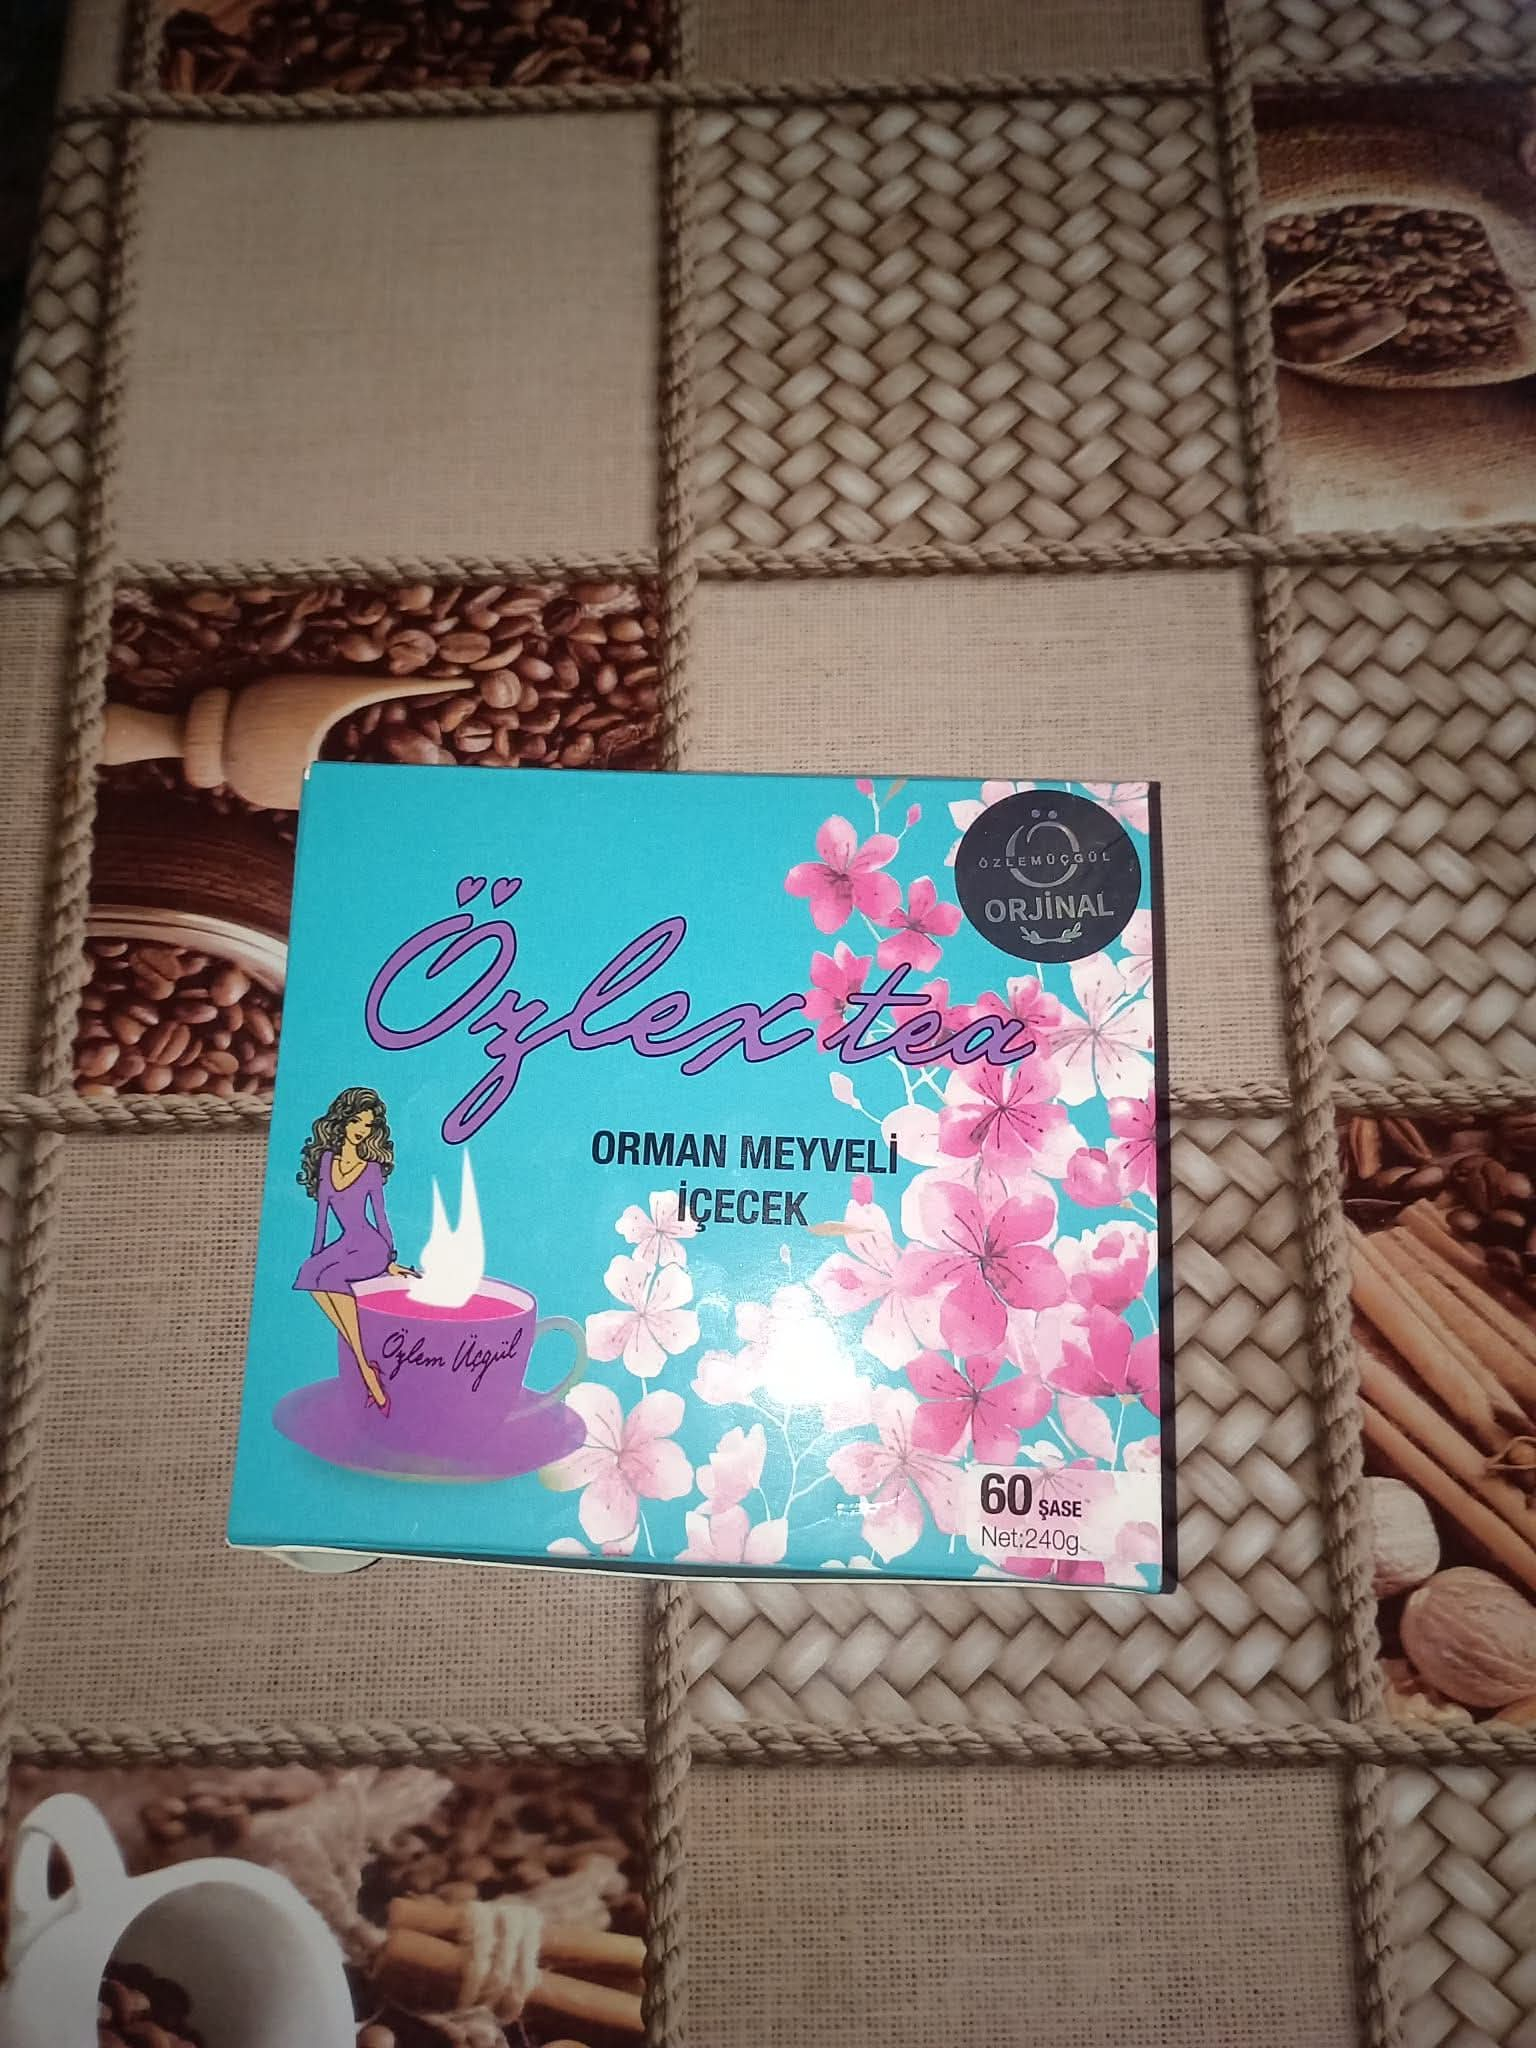 ÖZLEMÜÇGÜL
ORJİNAL
Özlex tea
ORMAN MEYVELİ
İÇECEK
Özlem Üçgül
60 ŞASE
Net:240g